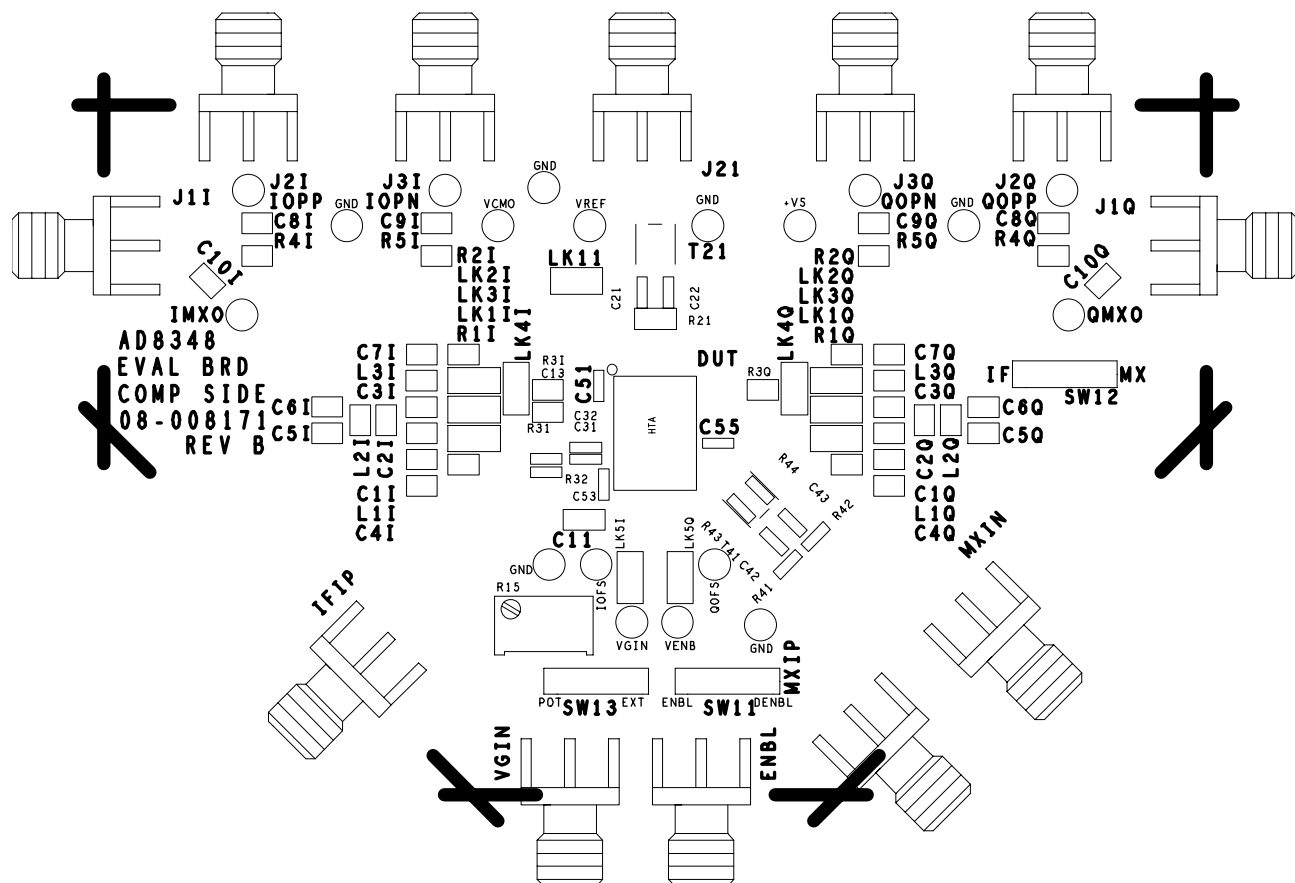 GND
J21
J2I
J3I
J3Q
J2Q
J1I
IOPP
GND
IOPN
VCMO
VREF
GND
+VS
QOPN
GND
QOPP
J1Q
C8I
C9I
C9Q
C8Q
R4I
R5I
R5Q
R4Q
T21
C10I
R2I
LK11
R2Q
C10Q
LK2I
LK2Q
LK3I
C21
C22
LK3Q
IMXO
LK1I
R21
LK1Q
QMXO
R1I
R1Q
LK4I
LK4Q
AD8348
EVAL BRD
COMP SIDE
08-008171
REV B
C7I
L3I
C3I
R3I
C13
C51
DUT
R3Q
C7Q
L3Q
C3Q
IF
MX
SW12
C6I
C5I
L2I
C2I
R31
C32
C31
HTA
C55
C6Q
C5Q
C2Q
L2Q
R32
C53
R44
C43
R42
C1I
L1I
C4I
C1Q
L1Q
C4Q
C11
LK5I
LK5Q
R43
T41
C42
R41
MXIN
GND
IOFS
QOFS
IFIP
R15
VGIN
VENB
GND
MXIP
POT
SW13
EXT
ENBL
SW11
DENBL
VGIN
ENBL